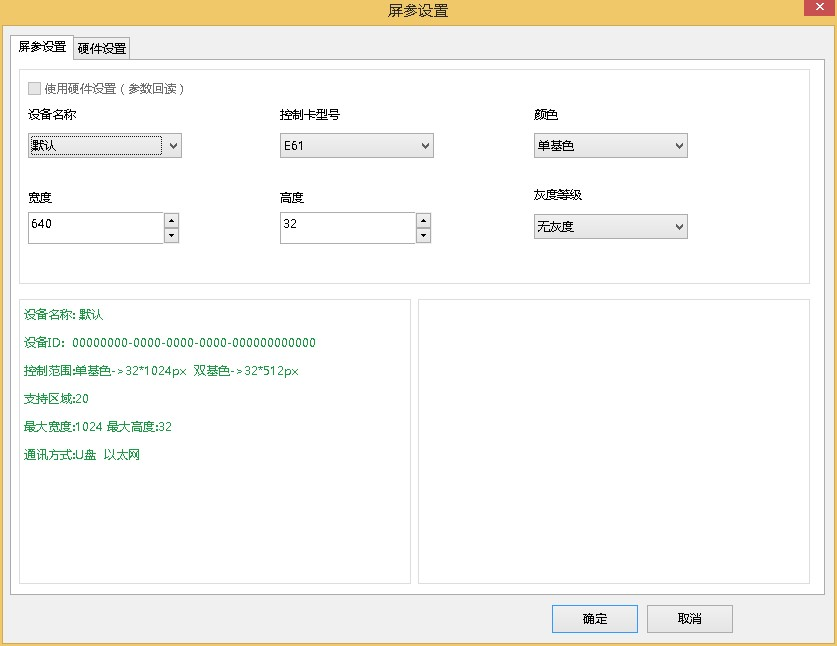 屏参设置
屏参设置 硬件设置
使用硬件设置（参数回读）
设备名称 控制卡型号 颜色
默认 E61 单基色
宽度 高度 灰度等级
640 32 无灰度
设备名称: 默认
设备ID: 00000000-0000-0000-0000-000000000000
控制范围:单基色->32*1024px 双基色->32*512px
支持区域:20
最大宽度:1024 最大高度:32
通讯方式:U盘 以太网
确定 取消